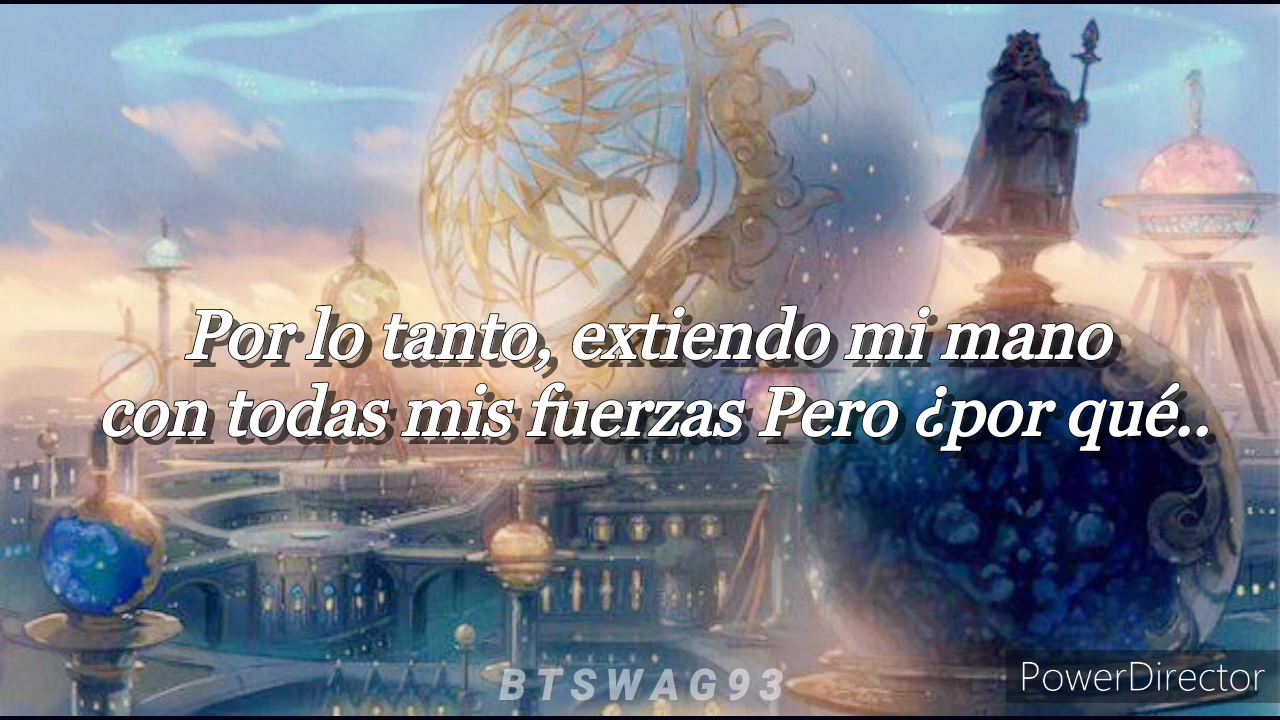 Por lo tanto, extiendo mi mano
con todas mis fuerzas Pero ¿por qué..
BTSWAG93
PowerDirector